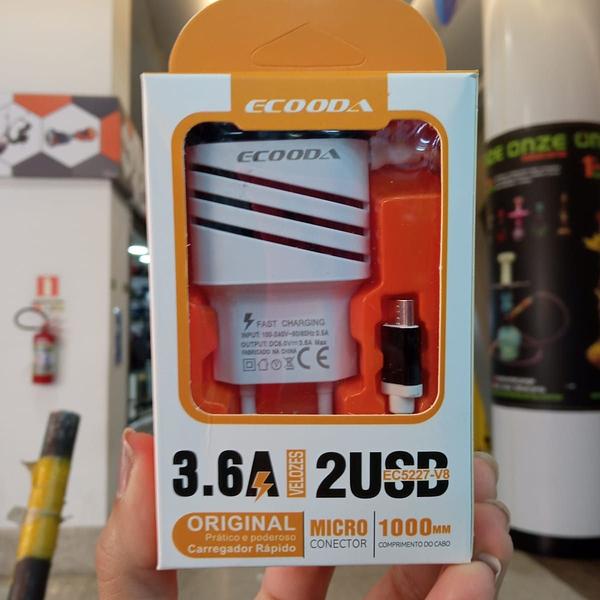 ECOODA
ECOODA
FAST CHARGING
INPUT: 100-240V~50/60Hz 0.5A
OUTPUT: DC5.0V 3.6A Max
FABRICADO NA CHINA
CE
3.6A
VELOZES
2USB
EC5227-V8
ORIGINAL
Prático e poderoso
Carregador Rápido
MICRO
CONECTOR
1000MM
COMPRIMENTO DO CABO
DE ONZE